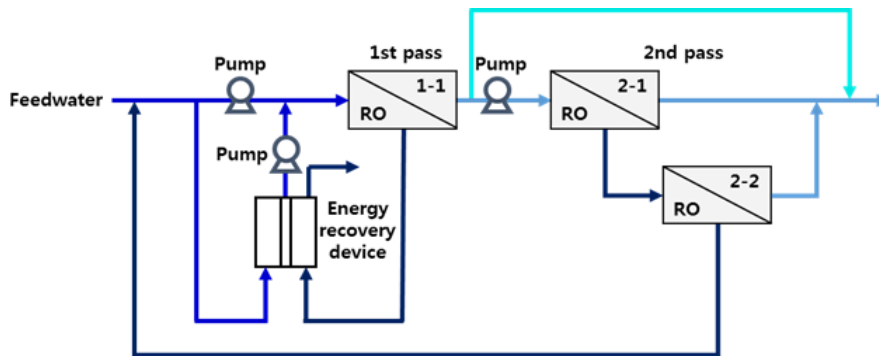 1st pass
Pump
2nd pass
Pump
Feedwater
1-1
RO
2-1
RO
Pump
2-2
RO
Energy
recovery
device